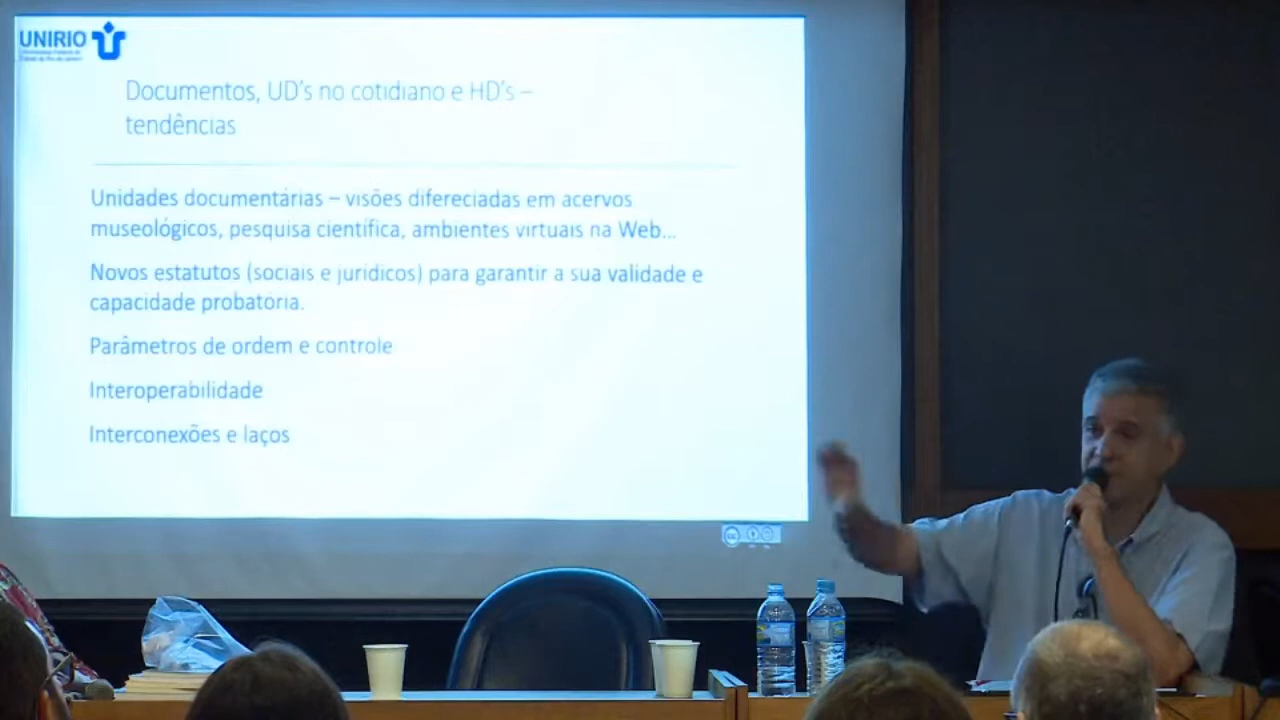 UNIRIO
Documentos, UD's no cotidiano e HD's –
tendências
Unidades documentárias – visões difereciadas em acervos
museológicos, pesquisa científica, ambientes virtuais na Web...
Novos estatutos (sociais e jurídicos) para garantir a sua validade e
capacidade probatória.
Parâmetros de ordem e controle
Interoperabilidade
Interconexões e laços